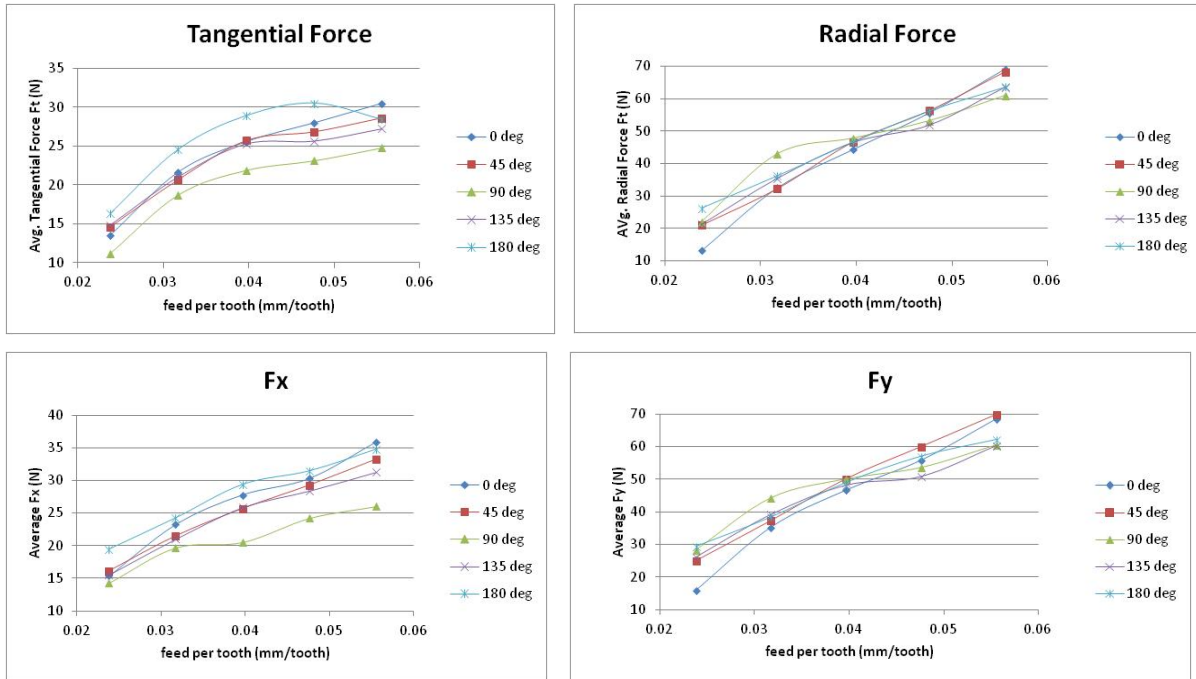 Tangential Force
Avg. Tangential Force Ft (N)
35
30
25
20
15
10
0.02 0.03 0.04 0.05 0.06
feed per tooth (mm/tooth)
0 deg
45 deg
90 deg
135 deg
180 deg
Radial Force
AVg. Radial Force Ft (N)
70
60
50
40
30
20
10
0.02 0.03 0.04 0.05 0.06
feed per tooth (mm/tooth)
0 deg
45 deg
90 deg
135 deg
180 deg
Fx
Average Fx (N)
40
35
30
25
20
15
10
0.02 0.03 0.04 0.05 0.06
feed per tooth (mm/tooth)
0 deg
45 deg
90 deg
135 deg
180 deg
Fy
Average Fy (N)
70
60
50
40
30
20
10
0.02 0.03 0.04 0.05 0.06
feed per tooth (mm/tooth)
0 deg
45 deg
90 deg
135 deg
180 deg